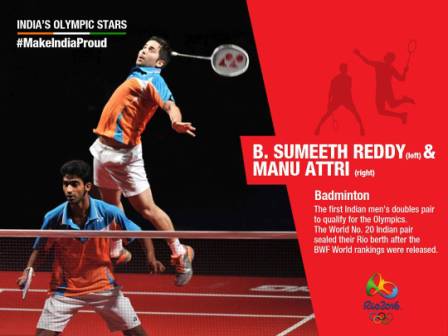 INDIA'S OLYMPIC STARS
#MakeIndiaProud
B. SUMEETH REDDY (left) &
MANU ATTRI (right)
Badminton
The first Indian men's doubles pair
to qualify for the Olympics.
The World No. 20 Indian pair
sealed their Rio berth after the
BWF World rankings were released.
Rio2016